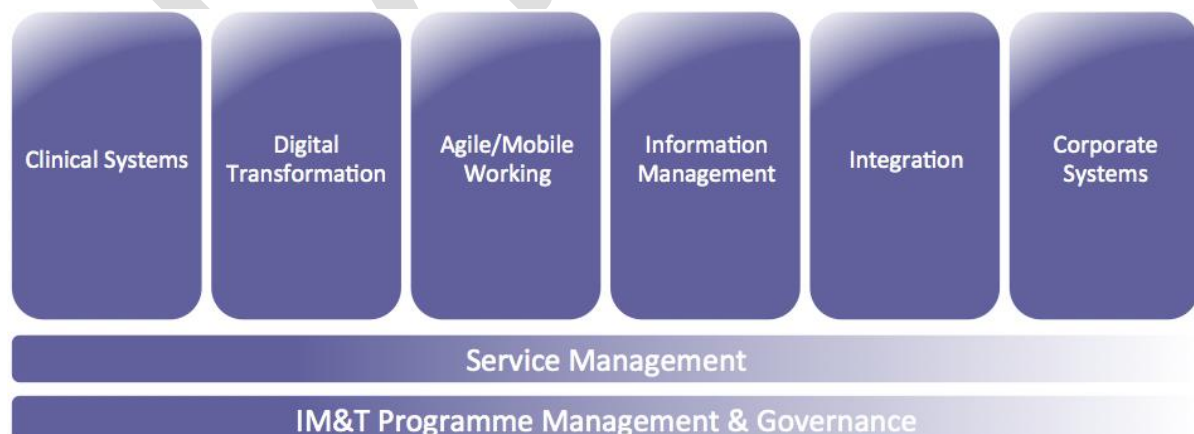 Clinical Systems
Digital
Transformation
Agile/Mobile
Working
Information
Management
Integration
Corporate
Systems
Service Management
IM&T Programme Management & Governance